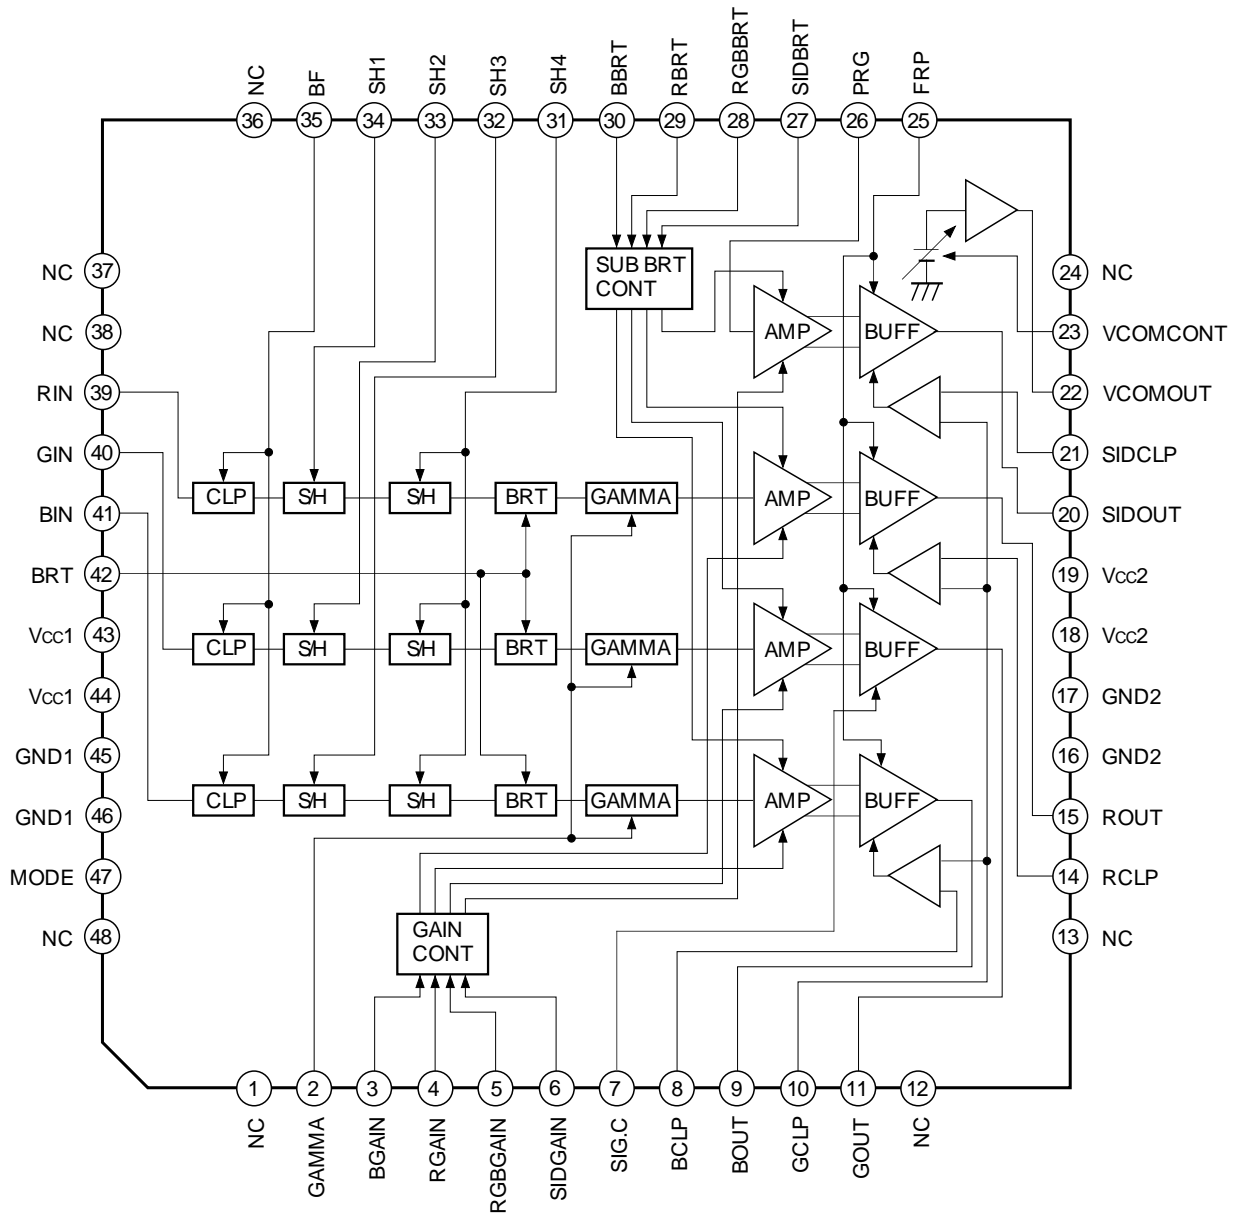 NC
BF
SH1
SH2
SH3
SH4
BBRT
RBRT
RGBBRT
SIDBRT
PRG
FRP
36
35
34
33
32
31
30
29
28
27
26
25
NC 37
NC 38
RIN 39
GIN 40
BIN 41
BRT 42
Vcc1 43
Vcc1 44
GND1 45
GND1 46
MODE 47
NC 48
24 NC
23 VCOMCONT
22 VCOMOUT
21 SIDCLP
20 SIDOUT
19 Vcc2
18 Vcc2
17 GND2
16 GND2
15 ROUT
14 RCLP
13 NC
SUB BRT
CONT
AMP
BUFF
CLP
S/H
S/H
BRT
GAMMA
AMP
BUFF
CLP
S/H
S/H
BRT
GAMMA
AMP
BUFF
CLP
S/H
S/H
BRT
GAMMA
AMP
BUFF
GAIN
CONT
1
2
3
4
5
6
7
8
9
10
11
12
NC
GAMMA
BGAIN
RGAIN
RGBGAIN
SIDGAIN
SIG.C
BCLP
BOUT
GCLP
GOUT
NC